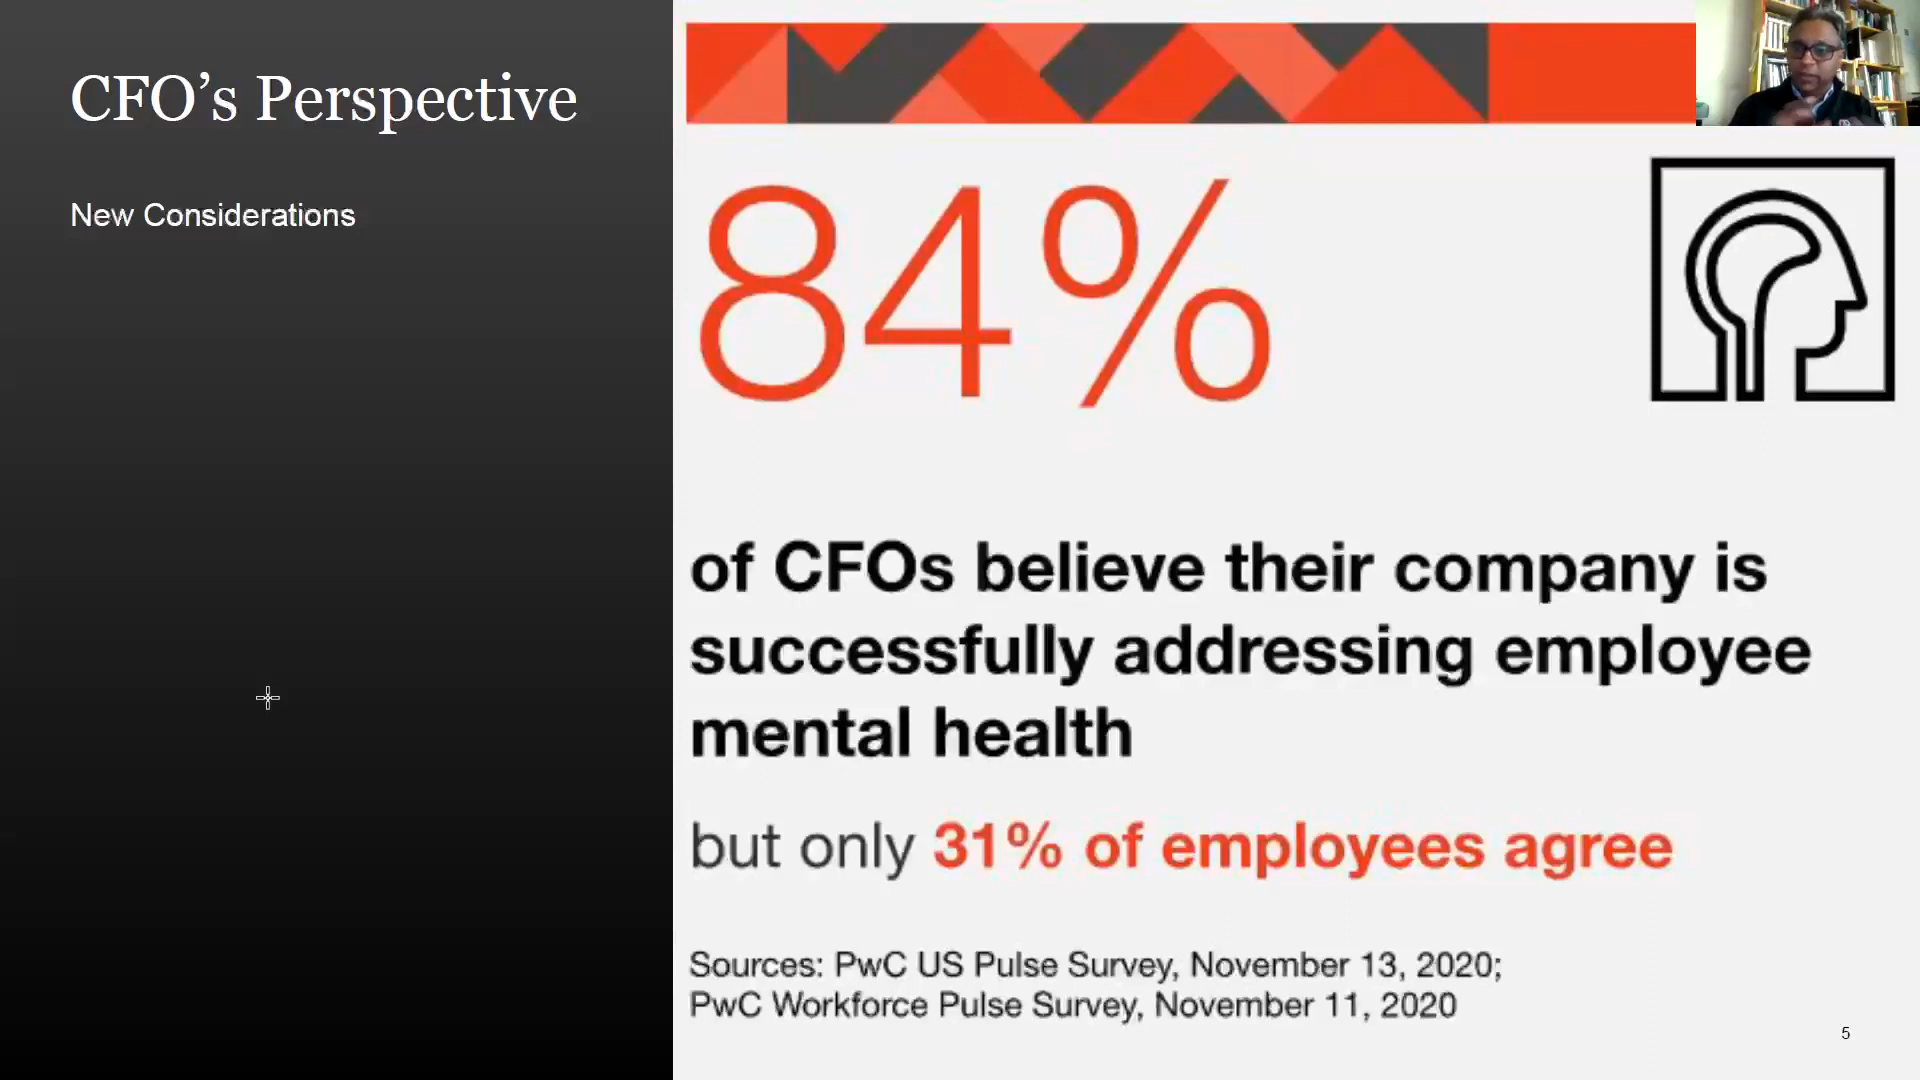 CFO’s Perspective
New Considerations
84%
of CFOs believe their company is
successfully addressing employee
mental health
but only 31% of employees agree
Sources: PwC US Pulse Survey, November 13, 2020;
PwC Workforce Pulse Survey, November 11, 2020
5